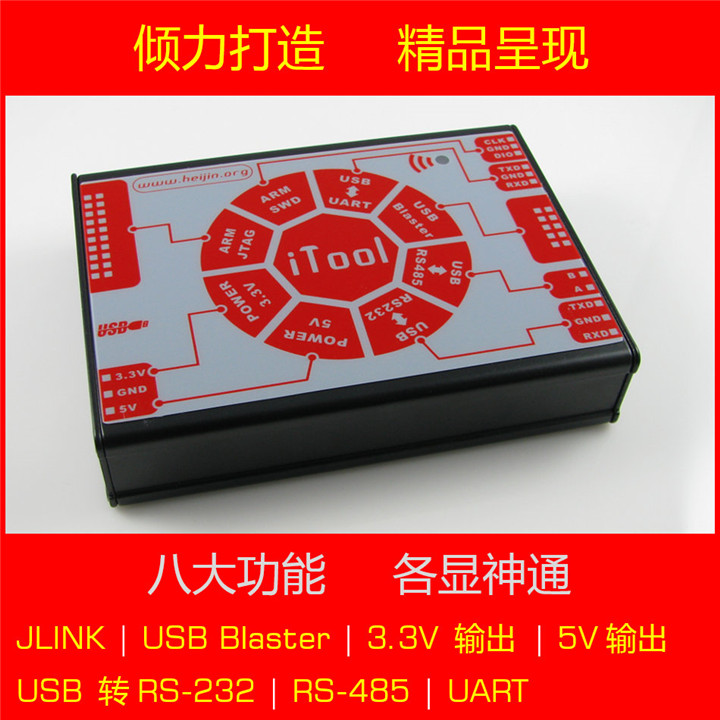 倾力打造 精品呈现
www.heijin.org
CLK
GND
DIO
TXD
GND
RXD
ARM
SWD
USB
UART
USB
Blaster
ARM
JTAG
iTool
USB
RS485
POWER
3.3V
POWER
5V
USB
RS232
B
A
TXD
GND
RXD
USB
3.3V
GND
5V
八大功能 各显神通
JLINK | USB Blaster | 3.3V 输出 | 5V 输出
USB 转 RS-232 | RS-485 | UART